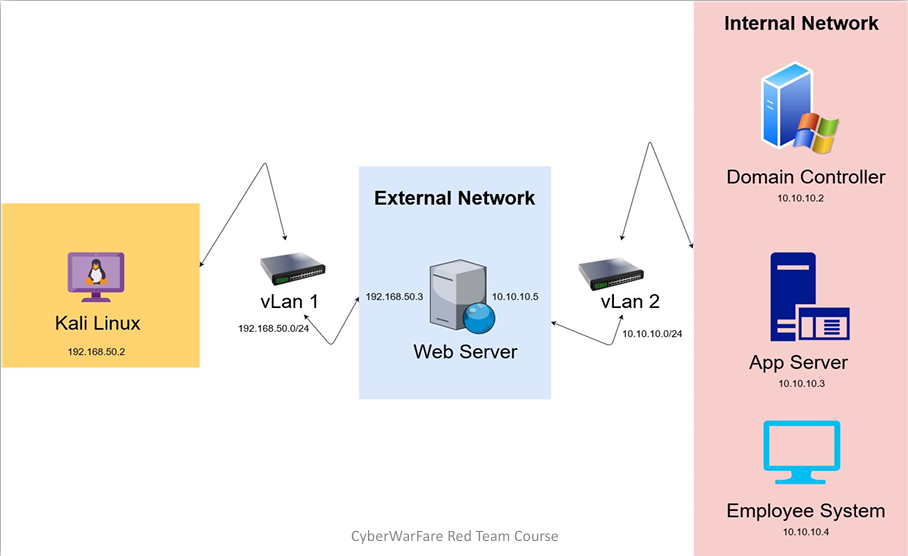 Internal Network
Domain Controller
10.10.10.2
External Network
vLan 1
192.168.50.0/24
192.168.50.3
10.10.10.5
Web Server
vLan 2
10.10.10.0/24
Kali Linux
192.168.50.2
App Server
10.10.10.3
Employee System
10.10.10.4
CyberWarFare Red Team Course